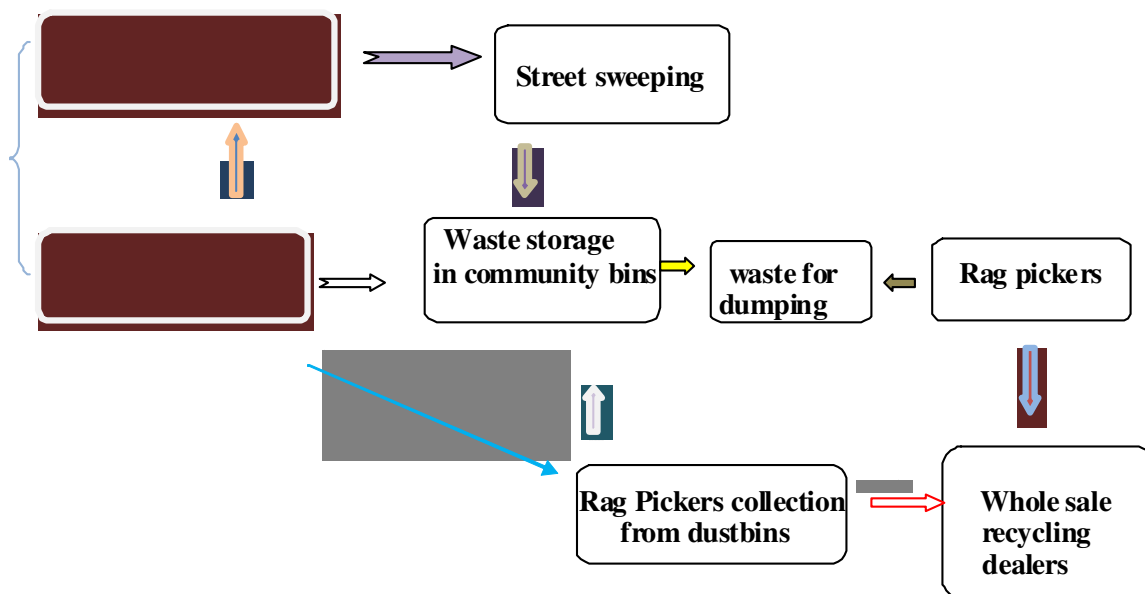 Street sweeping
Waste storage
in community bins
waste for
dumping
Rag pickers
Rag Pickers collection
from dustbins
Whole sale
recycling
dealers